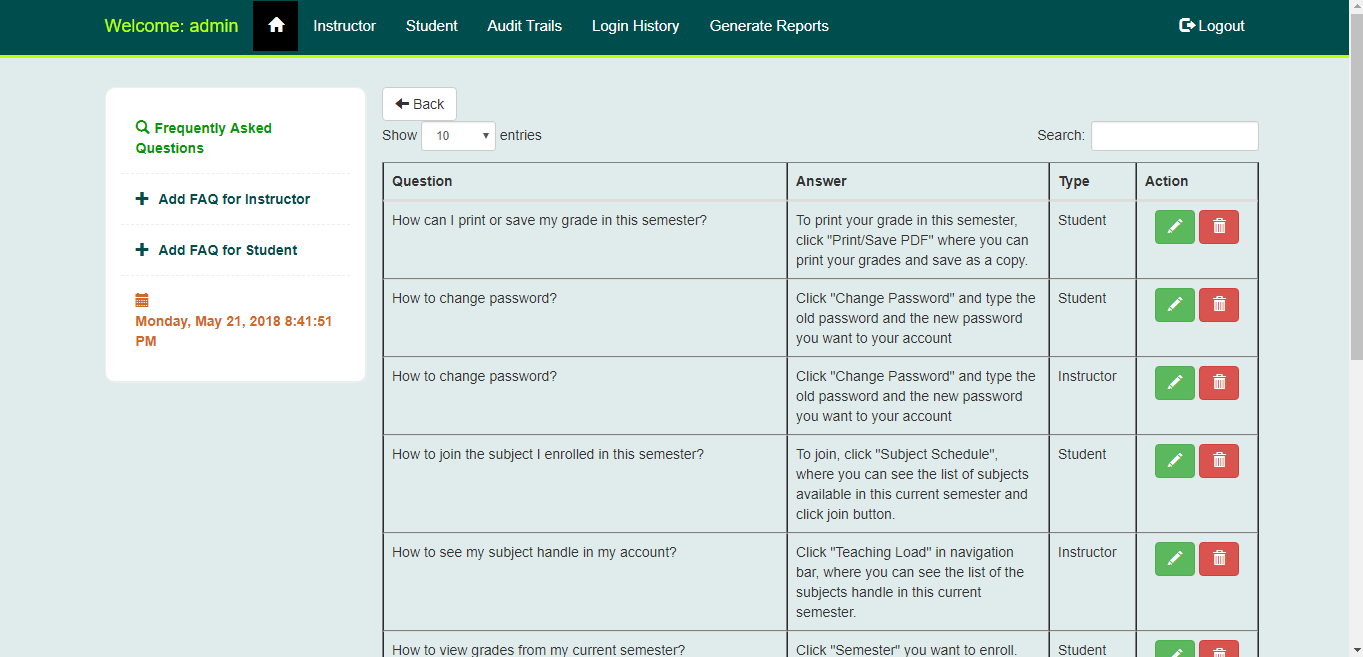 Welcome: admin
Instructor
Student
Audit Trails
Login History
Generate Reports
Logout
Frequently Asked
Questions
Add FAQ for Instructor
Add FAQ for Student
Monday, May 21, 2018 8:41:51
PM
Back
Show 10 entries
Search:
Question
Answer
Type
Action
How can I print or save my grade in this semester?
To print your grade in this semester,
click "Print/Save PDF" where you can
print your grades and save as a copy.
Student
How to change password?
Click "Change Password" and type the
old password and the new password
you want to your account
Student
How to change password?
Click "Change Password" and type the
old password and the new password
you want to your account
Instructor
How to join the subject I enrolled in this semester?
To join, click "Subject Schedule",
where you can see the list of subjects
available in this current semester and
click join button.
Student
How to see my subject handle in my account?
Click "Teaching Load" in navigation
bar, where you can see the list of the
subjects handle in this current
semester.
Instructor
How to view grades from my current semester?
Click "Semester" you want to enroll.
Student